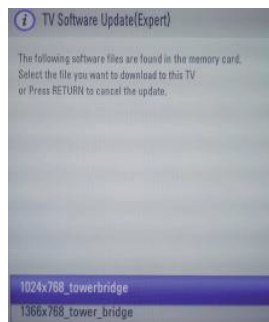 i TV Software Update(Expert)
The following software files are found in the memory card.
Select the file you want to download to this TV
or Press RETURN to cancel the update.
1024x768_towerbridge
1366x768_tower_bridge